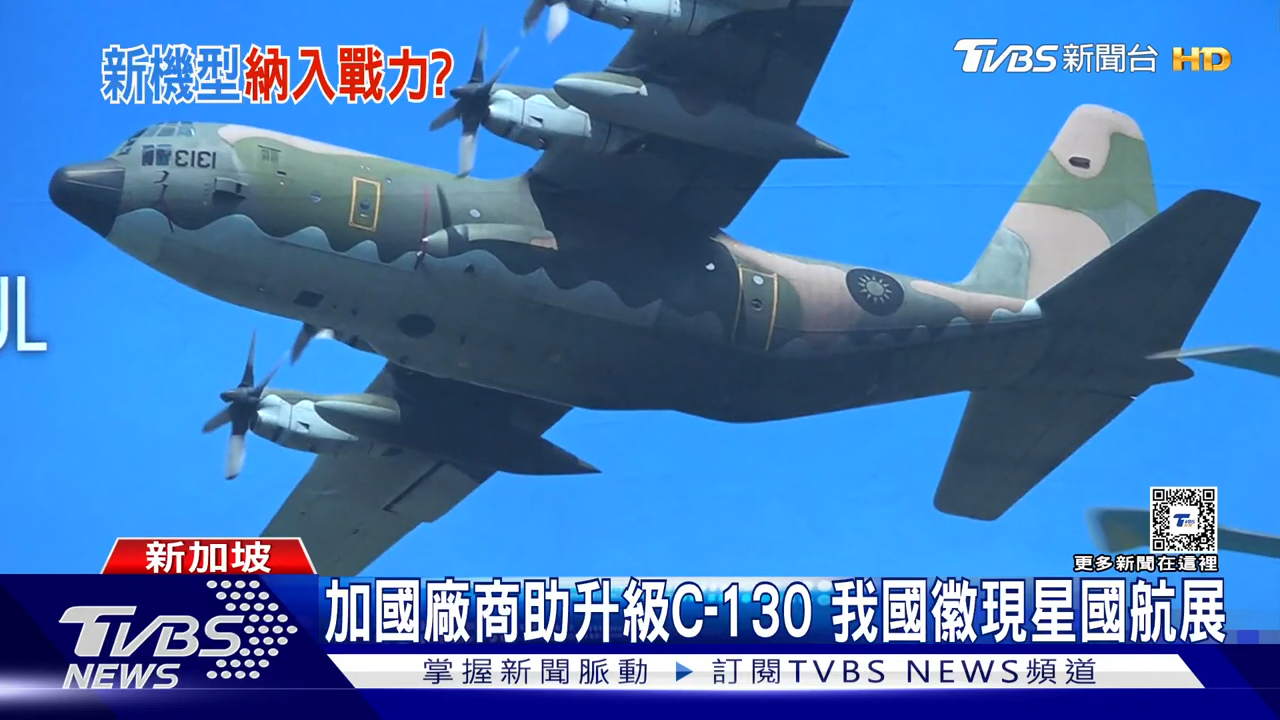 新機型納入戰力?
TVBS新聞台 HD
1313
UL
TVBS
更多新聞在這裡
新加坡
加國廠商助升級C-130 我國徽現星國航展
TVBS
NEWS
掌握新聞脈動 ▶ 訂閱TVBS NEWS頻道